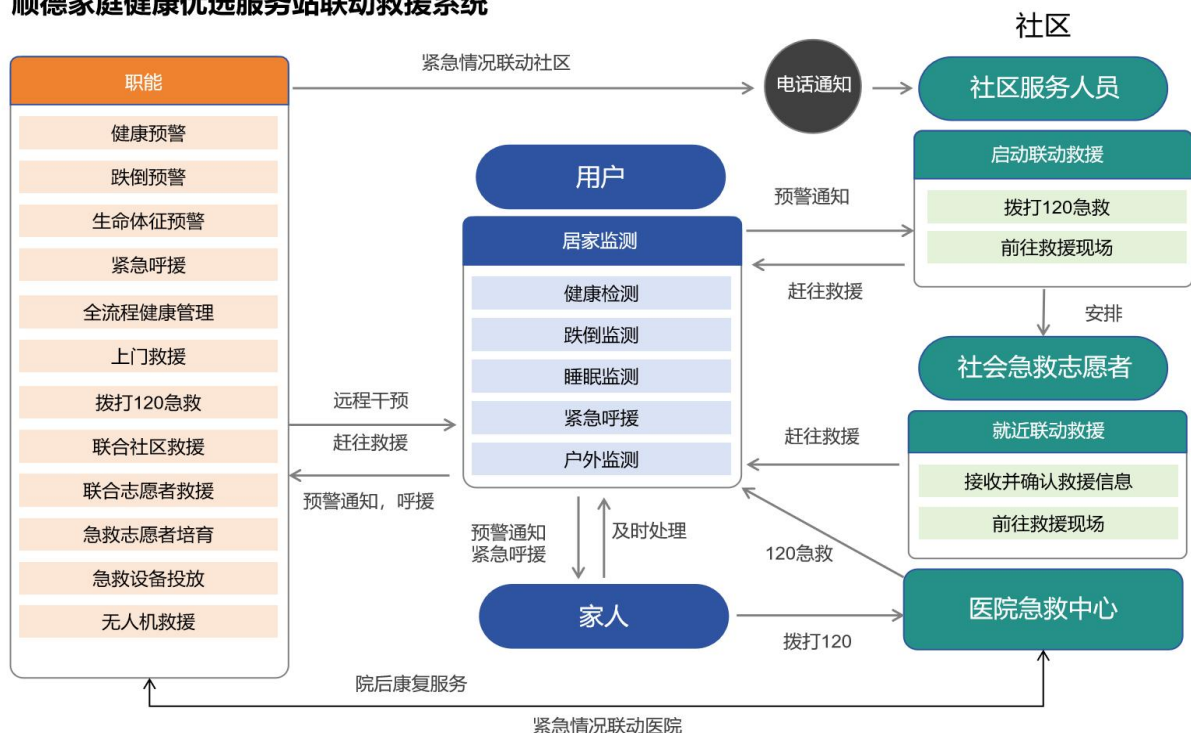 顺德家庭健康优选服务站联动救援系统
社区
职能
健康预警
跌倒预警
生命体征预警
紧急呼援
全流程健康管理
上门救援
拨打120急救
联合社区救援
联合志愿者救援
急救志愿者培育
急救设备投放
无人机救援
紧急情况联动社区
电话通知
社区服务人员
启动联动救援
拨打120急救
前往救援现场
用户
居家监测
健康检测
跌倒监测
睡眠监测
紧急呼援
户外监测
预警通知
赶往救援
安排
社会急救志愿者
就近联动救援
接收并确认救援信息
前往救援现场
远程干预
赶往救援
预警通知，呼援
赶往救援
预警通知
紧急呼援
及时处理
120急救
家人
拨打120
医院急救中心
院后康复服务
紧急情况联动医院